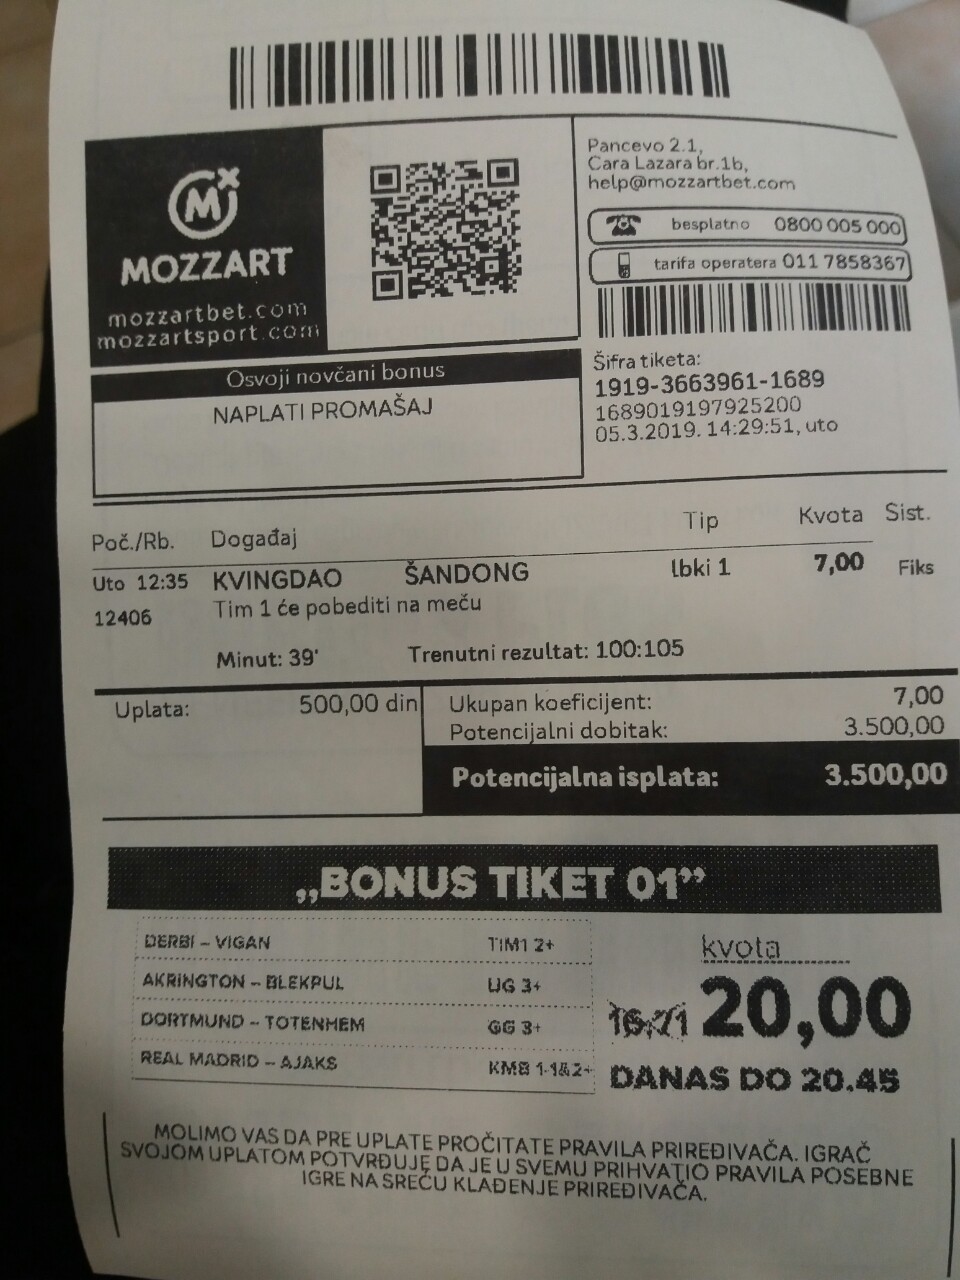 MOZZART
mozzartbet.com
mozzartsport.com
Pancevo 2.1,
Cara Lazara br.1b,
help@mozzartbet.com
besplatno 0800 005 000
tarifa operatera 011 7858367
Osvoji novčani bonus
NAPLATI PROMAŠAJ
Šifra tiketa:
1919-3663961-1689
1689019197925200
05.3.2019. 14:29:51, uto
Poč./Rb. Događaj Tip Kvota Sist.
Uto 12:35 KVINGDAO ŠANDONG lbki 1 7,00 Fiks
12406 Tim 1 će pobediti na meču
Minut: 39' Trenutni rezultat: 100:105
Uplata: 500,00 din
Ukupan koeficijent: 7,00
Potencijalni dobitak: 3.500,00
Potencijalna isplata: 3.500,00
„BONUS TIKET 01”
DERBI – VIGAN TIM1 2+
AKRINGTON – BLEKPUL UG 3+
DORTMUND – TOTENHEM GG 3+
REAL MADRID – AJAKS KMB 1-1&2+
kvota
16,71 20,00
DANAS DO 20.45
MOLIMO VAS DA PRE UPLATE PROČITATE PRAVILA PRIREĐIVAČA. IGRAČ
SVOJOM UPLATOM POTVRĐUJE DA JE U SVEMU PRIHVATIO PRAVILA POSEBNE
IGRE NA SREĆU KLAĐENJE PRIREĐIVAČA.